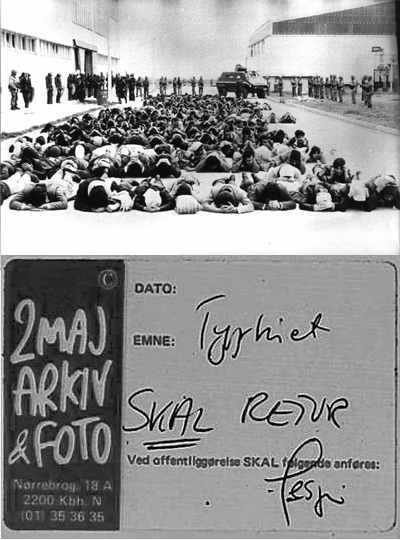 ©
2 MAJ
ARKIV
& FOTO
Nørrebrog. 18 A
2200 Kbh. N
(01) 35 36 35
DATO:
EMNE: Tyrkiet
SKAL RETUR
Ved offentliggørelse SKAL følgende anføres: